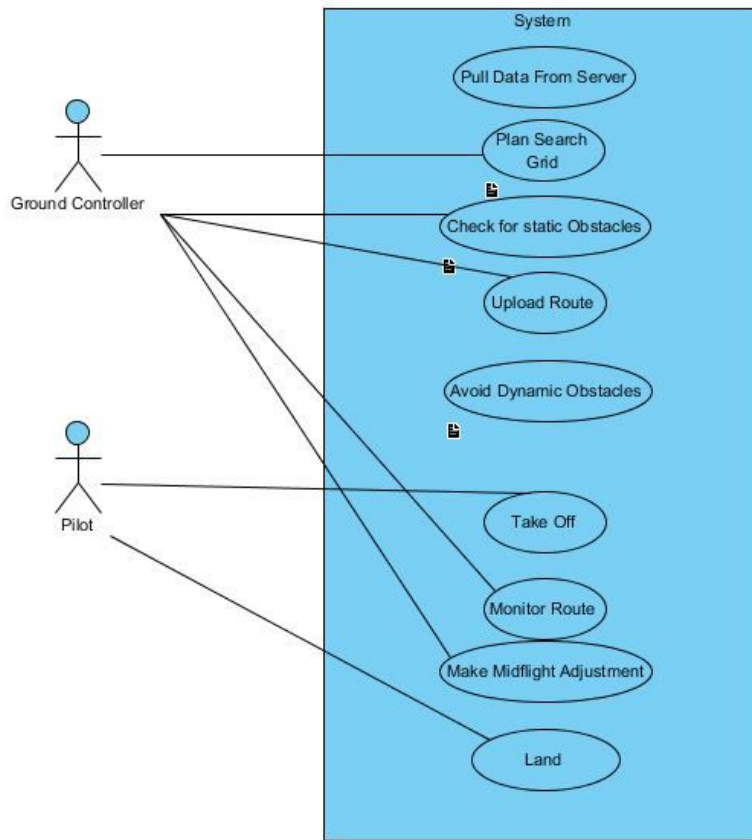 System
Pull Data From Server
Plan Search
Grid
Ground Controller
Check for static Obstacles
Upload Route
Avoid Dynamic Obstacles
Pilot
Take Off
Monitor Route
Make Midflight Adjustment
Land